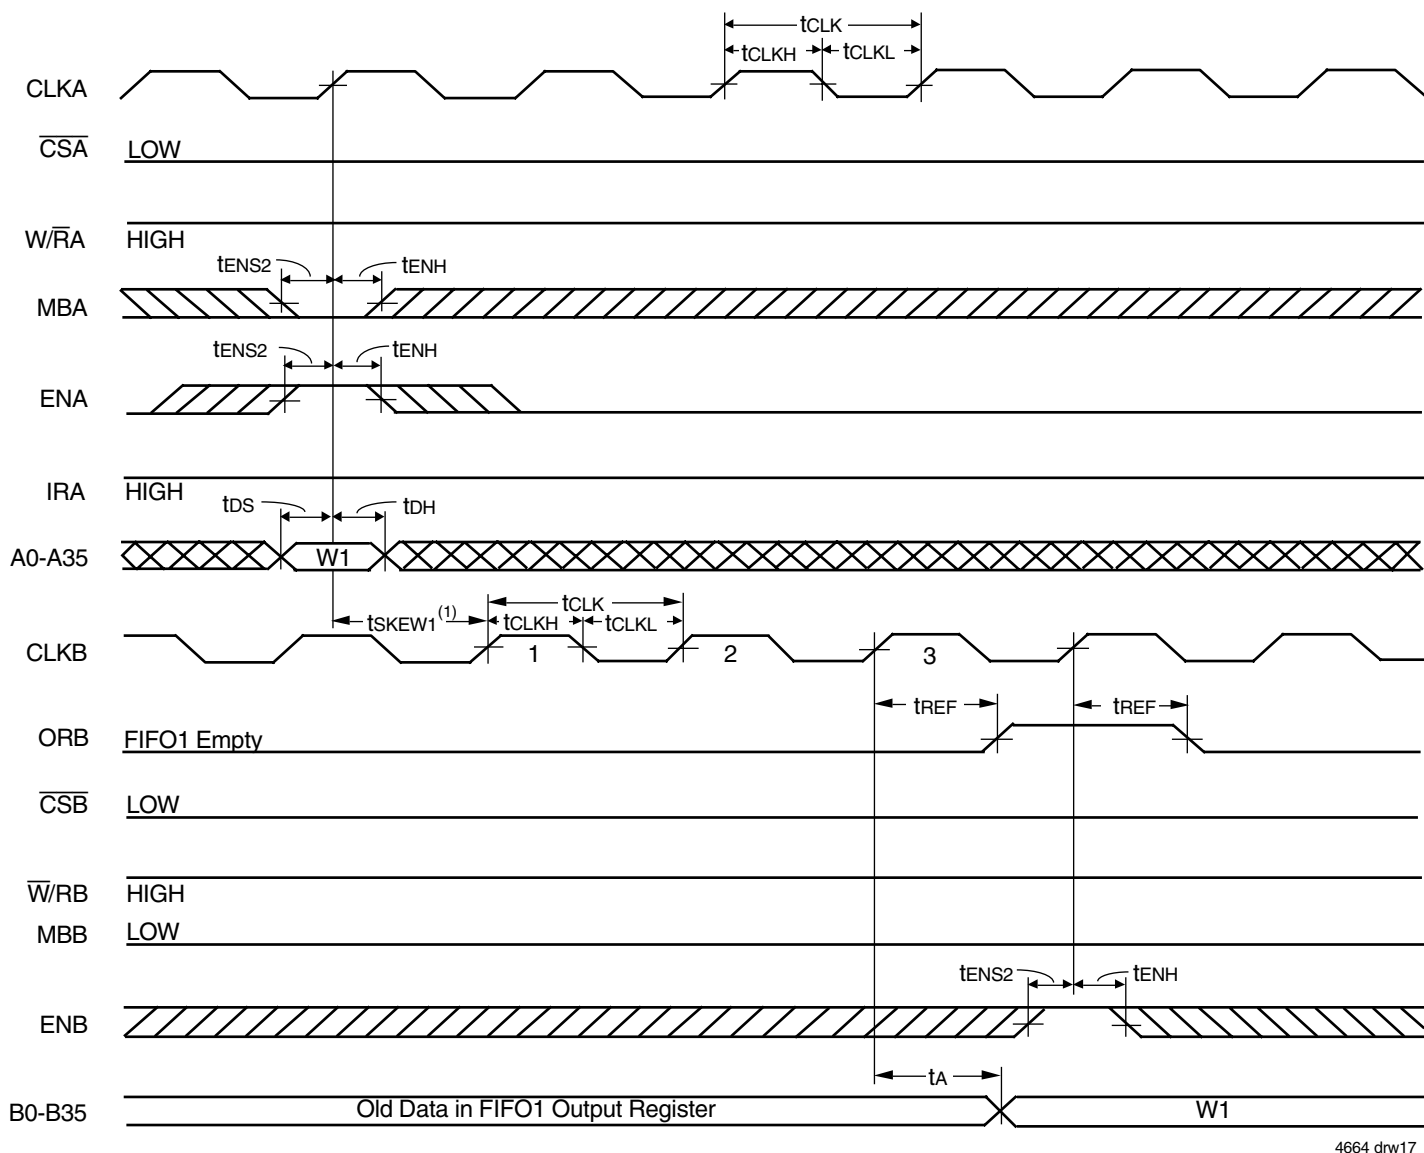 tCLK
tCLKH tCLKL
CLKA
CSA LOW
W/RA HIGH
tENS2 tENH
MBA
tENS2 tENH
ENA
IRA HIGH
tDS tDH
A0-A35 W1
tSKEW1(1) tCLK
tCLKH tCLKL
CLKB 1 2 3
tREF tREF
ORB FIFO1 Empty
CSB LOW
W/RB HIGH
MBB LOW
tENS2 tENH
ENB
tA
B0-B35 Old Data in FIFO1 Output Register W1
4664 drw17